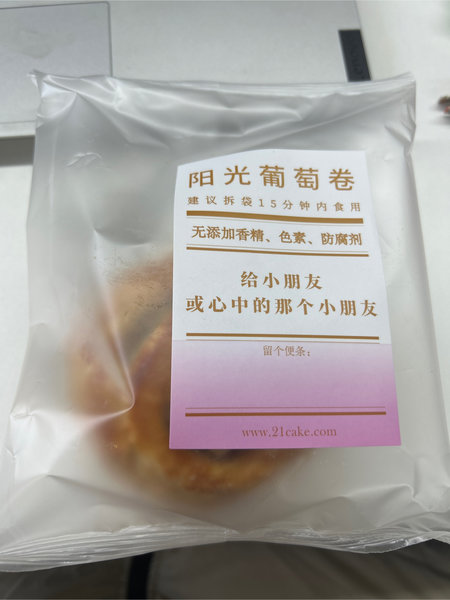 阳光葡萄卷
建议拆袋15分钟内食用
无添加香精、色素、防腐剂
给小朋友
或心中的那个小朋友
留个便条：
www.21cake.com